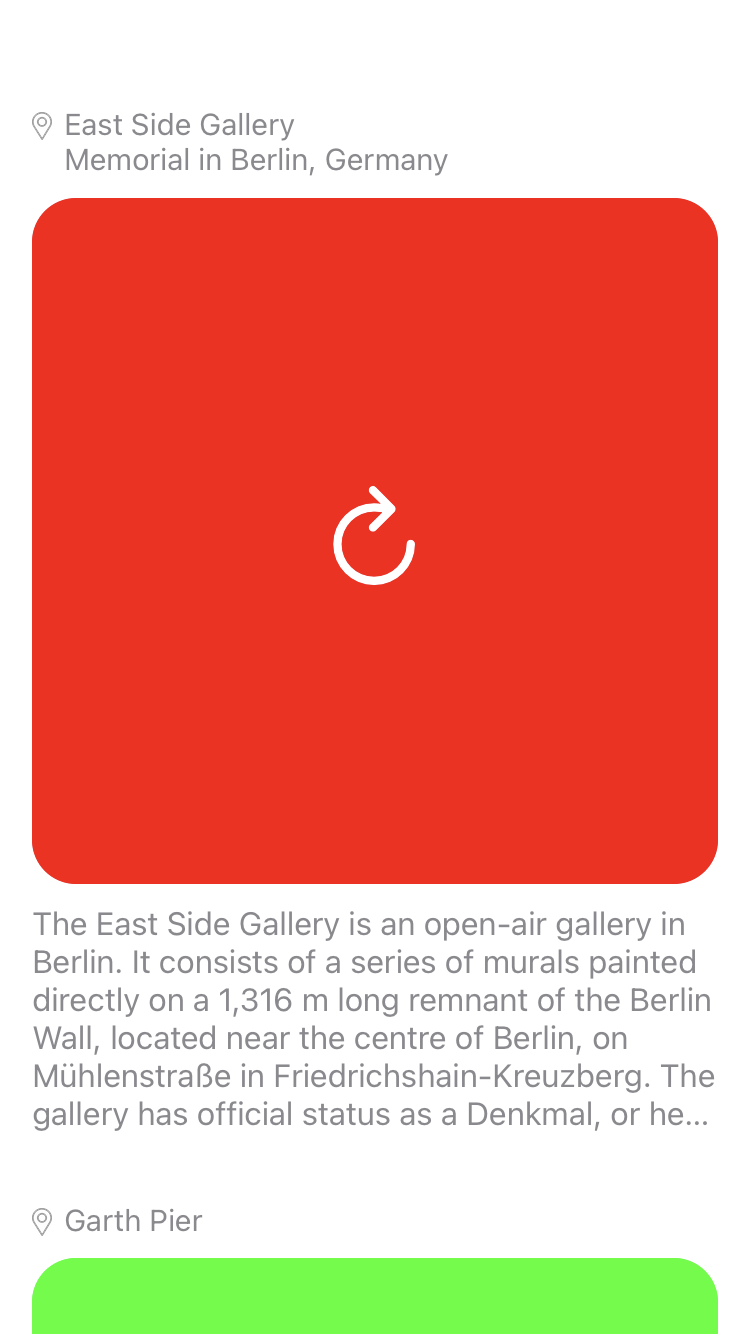 East Side Gallery
Memorial in Berlin, Germany
The East Side Gallery is an open-air gallery in
Berlin. It consists of a series of murals painted
directly on a 1,316 m long remnant of the Berlin
Wall, located near the centre of Berlin, on
Mühlenstraße in Friedrichshain-Kreuzberg. The
gallery has official status as a Denkmal, or he...
Garth Pier